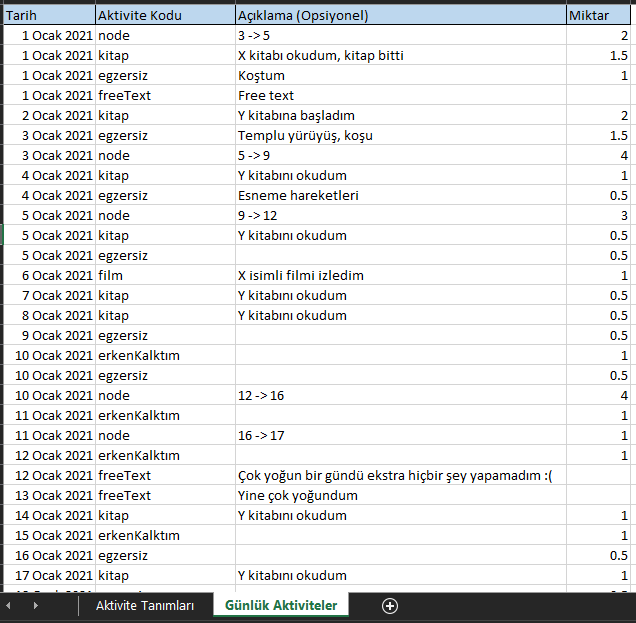 Tarih Aktivite Kodu Açıklama (Opsiyonel) Miktar
1 Ocak 2021 node 3 -> 5 2
1 Ocak 2021 kitap X kitabı okudum, kitap bitti 1.5
1 Ocak 2021 egzersiz Koştum 1
1 Ocak 2021 freeText Free text
2 Ocak 2021 kitap Y kitabına başladım 2
3 Ocak 2021 egzersiz Templu yürüyüş, koşu 1.5
3 Ocak 2021 node 5 -> 9 4
4 Ocak 2021 kitap Y kitabını okudum 1
4 Ocak 2021 egzersiz Esneme hareketleri 0.5
5 Ocak 2021 node 9 -> 12 3
5 Ocak 2021 kitap Y kitabını okudum 0.5
5 Ocak 2021 egzersiz 0.5
6 Ocak 2021 film X isimli filmi izledim 1
7 Ocak 2021 kitap Y kitabını okudum 0.5
8 Ocak 2021 kitap Y kitabını okudum 0.5
9 Ocak 2021 egzersiz 0.5
10 Ocak 2021 erkenKalktım 1
10 Ocak 2021 egzersiz 0.5
10 Ocak 2021 node 12 -> 16 4
11 Ocak 2021 erkenKalktım 1
11 Ocak 2021 node 16 -> 17 1
12 Ocak 2021 erkenKalktım 1
12 Ocak 2021 freeText Çok yoğun bir gündü ekstra hiçbir şey yapamadım :(
13 Ocak 2021 freeText Yine çok yoğundum
14 Ocak 2021 kitap Y kitabını okudum 1
15 Ocak 2021 erkenKalktım 1
16 Ocak 2021 egzersiz 0.5
17 Ocak 2021 kitap Y kitabını okudum 1
Aktivite Tanımları Günlük Aktiviteler